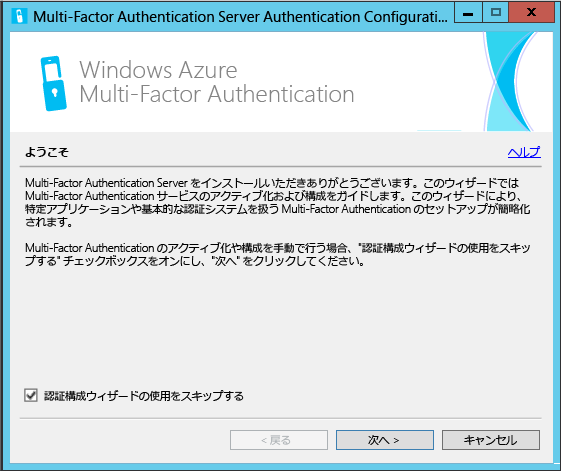 Multi-Factor Authentication Server Authentication Configurati...
Windows Azure
Multi-Factor Authentication
ようこそ
ヘルプ
Multi-Factor Authentication Server をインストールいただきありがとうございます。このウィザードでは
Multi-Factor Authentication サービスのアクティブ化および構成をガイドします。このウィザードにより、
特定アプリケーションや基本的な認証システムを扱う Multi-Factor Authentication のセットアップが簡略化
されます。
Multi-Factor Authentication のアクティブ化や構成を手動で行う場合、"認証構成ウィザードの使用をスキッ
プする" チェックボックスをオンにし、"次へ" をクリックしてください。
認証構成ウィザードの使用をスキップする
< 戻る
次へ >
キャンセル